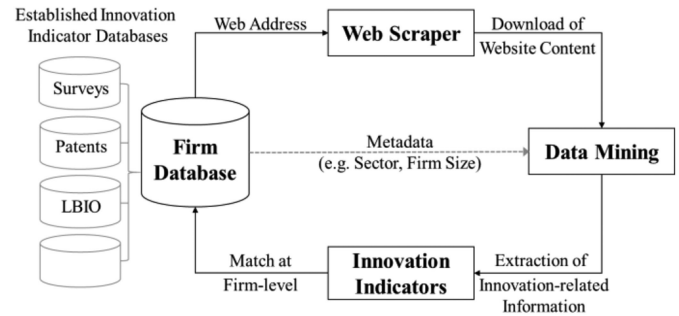 Established Innovation
Indicator Databases
Surveys
Patents
LBIO
Firm
Database
Web Address
Web Scraper
Download of
Website Content
Metadata
(e.g. Sector, Firm Size)
Data Mining
Match at
Firm-level
Innovation
Indicators
Extraction of
Innovation-related
Information